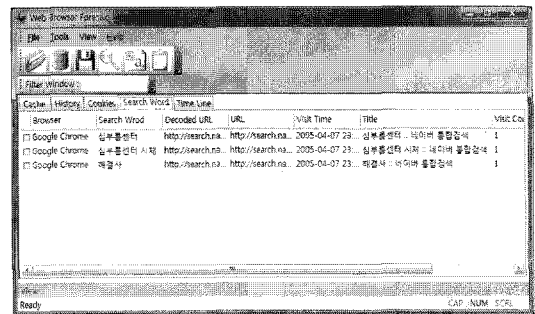 Web Browser Forensic
File Tools View Help
Filter Window :
Cache History Cookies Search Word Time Line
Browser Search Wrod Decoded URL URL Visit Time Title Visit Cou
Google Chrome 심부름센터 http://search.na... http://search.na... 2005-04-07 23:... 심부름센터 :: 네이버 통합검색 1
Google Chrome 심부름센터 시체 http://search.na... http://search.na... 2005-04-07 23:... 심부름센터 시체 :: 네이버 통합검색 1
Google Chrome 해결사 http://search.na... http://search.na... 2005-04-07 23:... 해결사 :: 네이버 통합검색 1
Ready CAP NUM SCRL